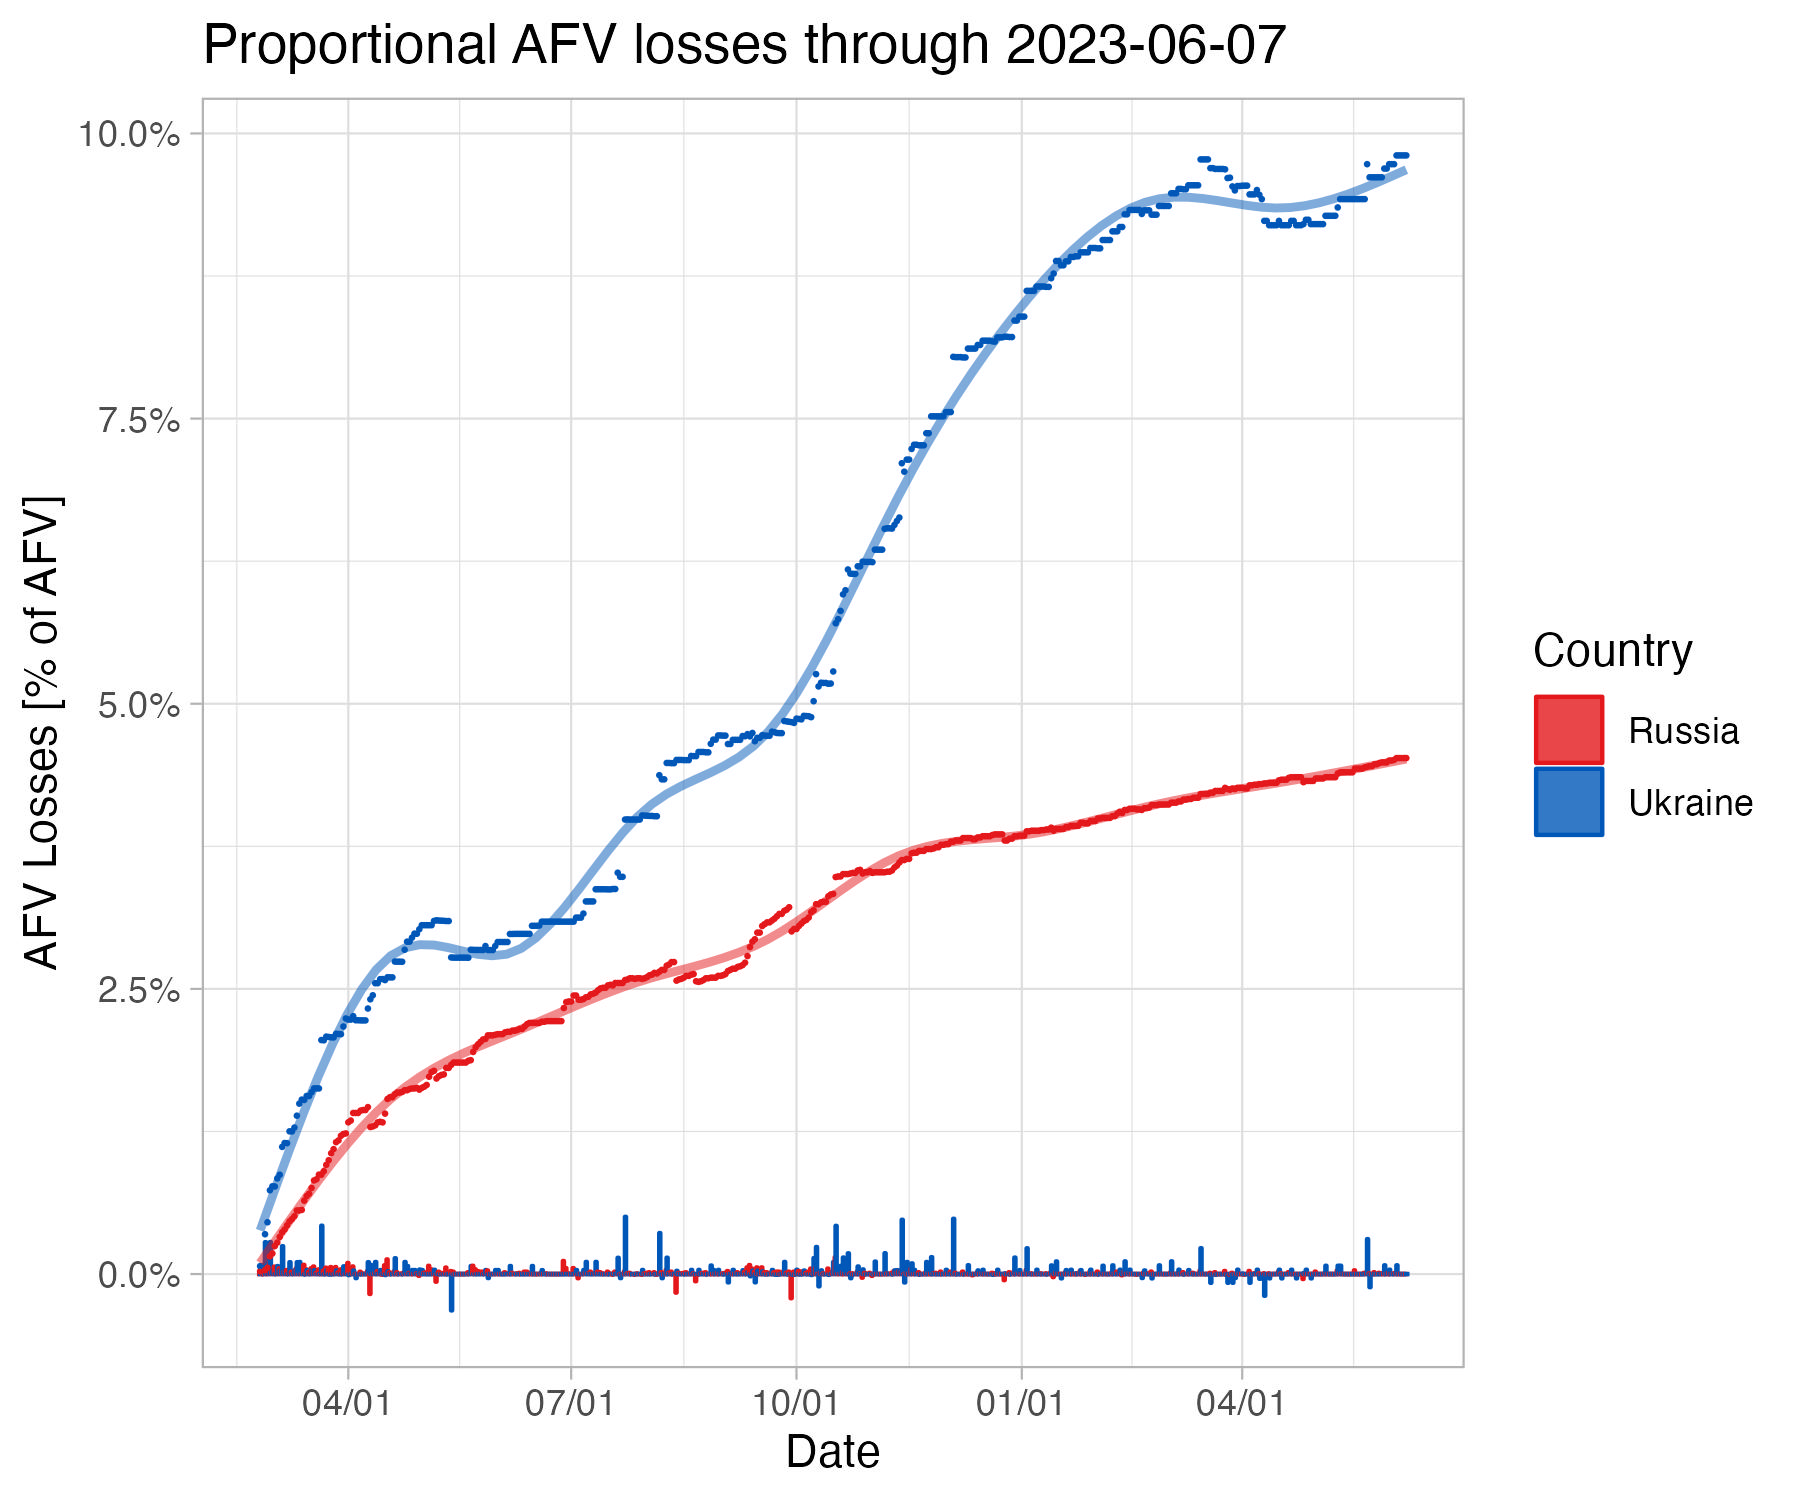 Proportional AFV losses through 2023-06-07
10.0%
7.5%
5.0%
2.5%
0.0%
AFV Losses [% of AFV]
04/01
07/01
10/01
01/01
04/01
Date
Country
Russia
Ukraine